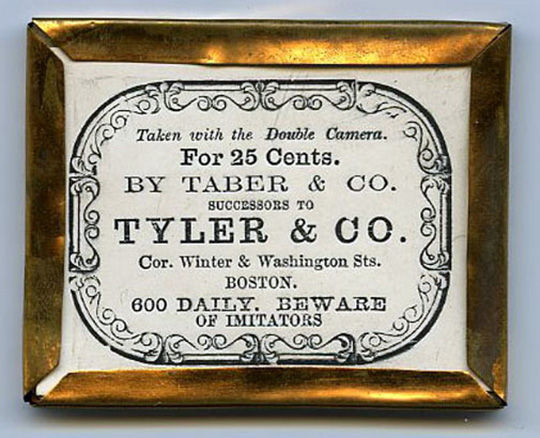 Taken with the Double Camera.
For 25 Cents.
BY TABER & CO.
SUCCESSORS TO
TYLER & CO.
Cor. Winter & Washington Sts.
BOSTON.
600 DAILY. BEWARE
OF IMITATORS